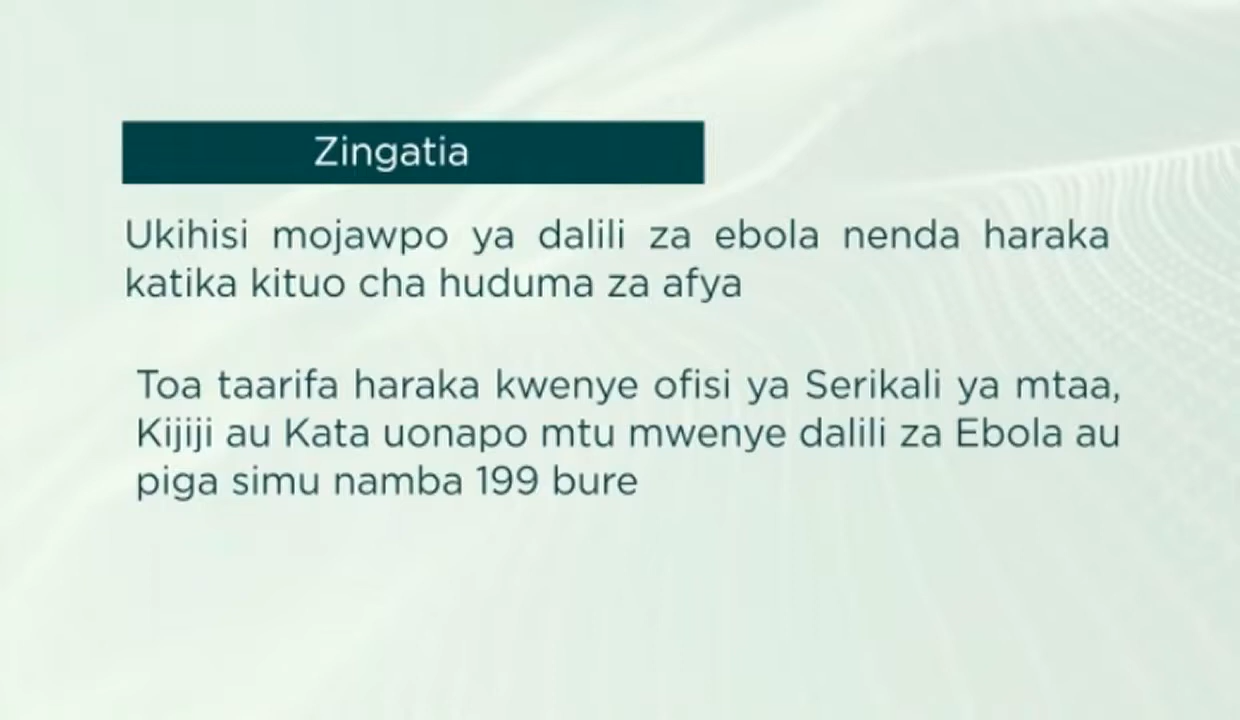 Zingatia
Ukihisi mojawpo ya dalili za ebola nenda haraka
katika kituo cha huduma za afya
Toa taarifa haraka kwenye ofisi ya Serikali ya mtaa,
Kijiji au Kata uonapo mtu mwenye dalili za Ebola au
piga simu namba 199 bure